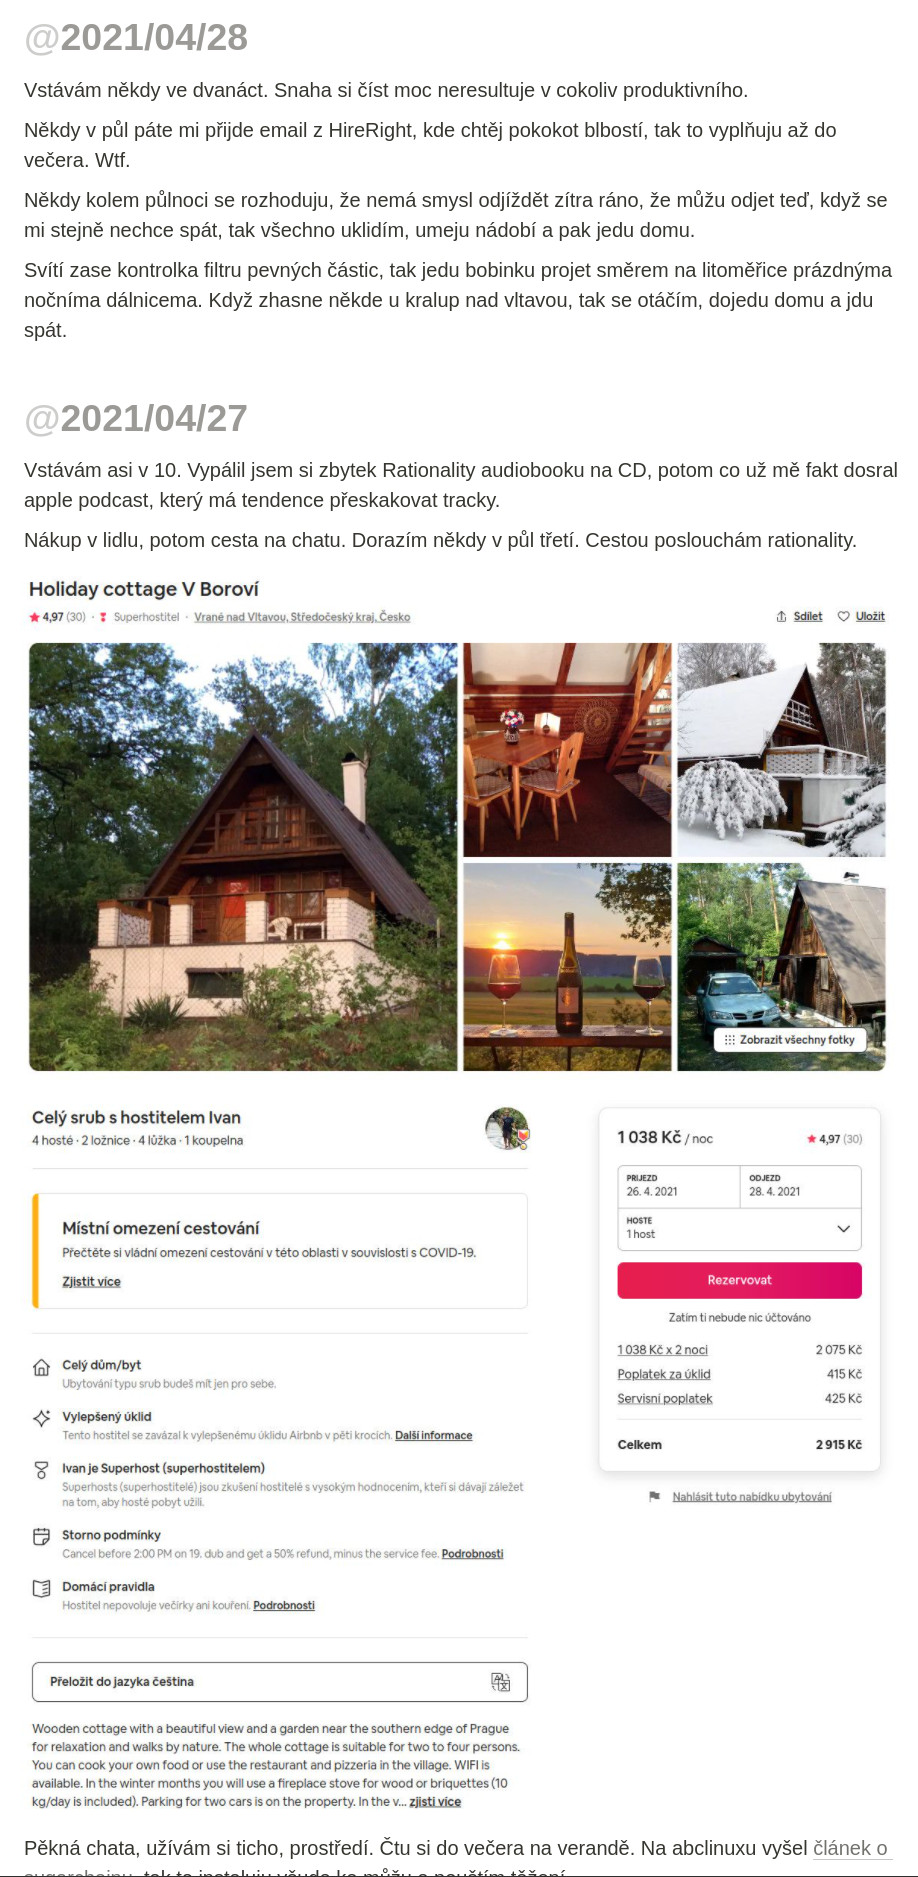 @2021/04/28
Vstávám někdy ve dvanáct. Snaha si číst moc neresultuje v cokoliv produktivního.
Někdy v půl páte mi přijde email z HireRight, kde chtěj pokokot blbostí, tak to vyplňuju až do
večera. Wtf.
Někdy kolem půlnoci se rozhoduju, že nemá smysl odjíždět zítra ráno, že můžu odjet teď, když se
mi stejně nechce spát, tak všechno uklidím, umeju nádobí a pak jedu domu.
Svítí zase kontrolka filtru pevných částic, tak jedu bobinku projet směrem na litoměřice prázdnýma
nočníma dálnicema. Když zhasne někde u kralup nad vltavou, tak se otáčím, dojedu domu a jdu
spát.
@2021/04/27
Vstávám asi v 10. Vypálil jsem si zbytek Rationality audiobooku na CD, potom co už mě fakt dosral
apple podcast, který má tendence přeskakovat tracky.
Nákup v lidlu, potom cesta na chatu. Dorazím někdy v půl třetí. Cestou poslouchám rationality.
Holiday cottage V Boroví
4,97 (30) · Superhostitel · Vrané nad Vltavou, Středočeský kraj, Česko
Sdílet Uložit
Zobrazit všechny fotky
Celý srub s hostitelem Ivan
4 hosté · 2 ložnice · 4 lůžka · 1 koupelna
Místní omezení cestování
Přečtěte si vládní omezení cestování v této oblasti v souvislosti s COVID-19.
Zjistit více
Celý dům/byt
Ubytování typu srub budeš mít jen pro sebe.
Vylepšený úklid
Tento hostitel se zavázal k vylepšenému úklidu Airbnb v pěti krocích. Další informace
Ivan je Superhost (superhostitelem)
Superhosts (superhostitelé) jsou zkušení hostitelé s vysokým hodnocením, kteří si dávají záležet
na tom, aby hosté pobyt užili.
Storno podmínky
Cancel before 2:00 PM on 19. dub and get a 50% refund, minus the service fee. Podrobnosti
Domácí pravidla
Hostitel nepovoluje večírky ani kouření. Podrobnosti
Přeložit do jazyka čeština
Wooden cottage with a beautiful view and a garden near the southern edge of Prague
for relaxation and walks by nature. The whole cottage is suitable for two to four persons.
You can cook your own food or use the restaurant and pizzeria in the village. WIFI is
available. In the winter months you will use a fireplace stove for wood or briquettes (10
kg/day is included). Parking for two cars is on the property. In the v... zjisti více
1 038 Kč / noc
4,97 (30)
PŘIJEZD
26. 4. 2021
ODJEZD
28. 4. 2021
HOSTE
1 host
Rezervovat
Zatím ti nebude nic účtováno
1 038 Kč x 2 noci 2 075 Kč
Poplatek za úklid 415 Kč
Servisní poplatek 425 Kč
Celkem 2 915 Kč
Nahlásit tuto nabídku ubytování
Pěkná chata, užívám si ticho, prostředí. Čtu si do večera na verandě. Na abclinuxu vyšel článek o